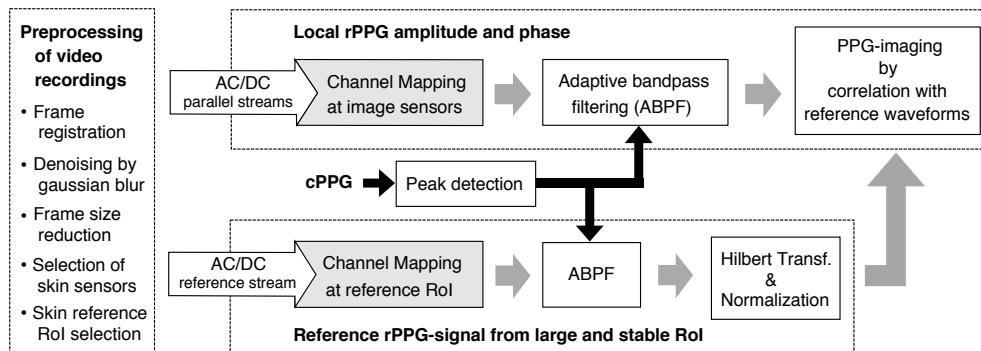 Preprocessing
of video
recordings
• Frame
registration
• Denoising by
gaussian blur
• Frame size
reduction
• Selection of
skin sensors
• Skin reference
RoI selection
Local rPPG amplitude and phase
AC/DC
parallel streams
Channel Mapping
at image sensors
Adaptive bandpass
filtering (ABPF)
PPG-imaging
by
correlation with
reference waveforms
cPPG
Peak detection
AC/DC
reference stream
Channel Mapping
at reference RoI
ABPF
Hilbert Transf.
&
Normalization
Reference rPPG-signal from large and stable RoI